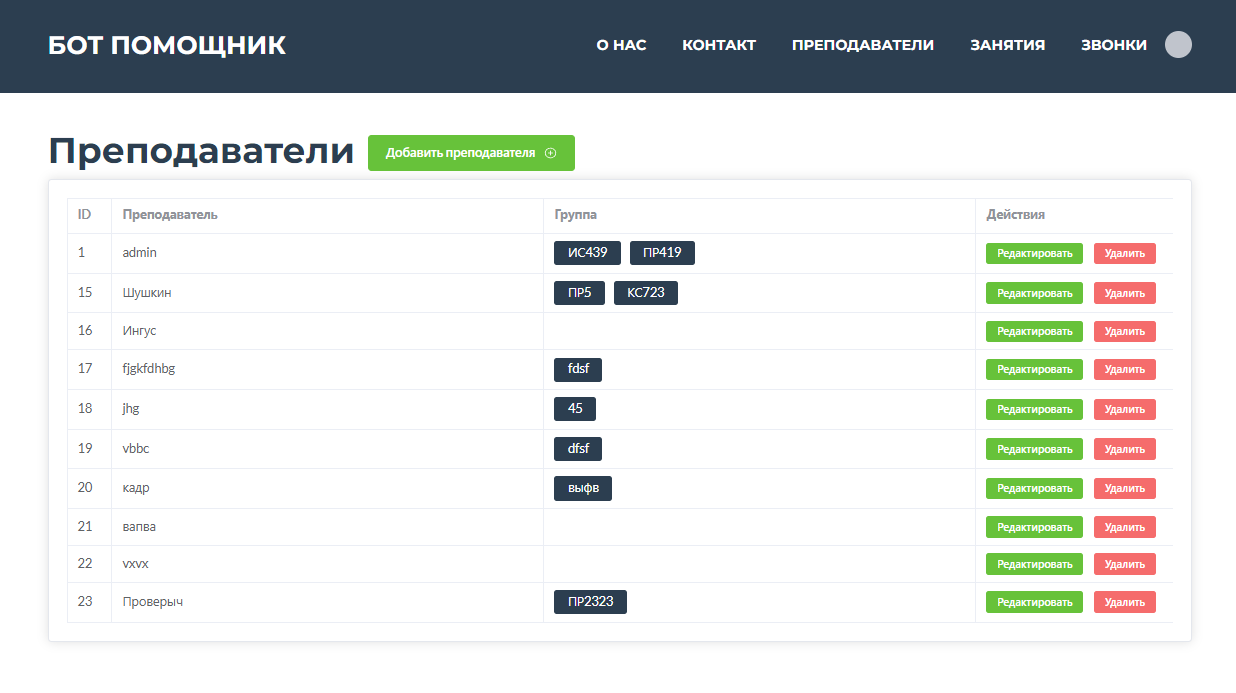 БОТ ПОМОЩНИК О НАС КОНТАКТ ПРЕПОДАВАТЕЛИ ЗАНЯТИЯ ЗВОНКИ
Преподаватели Добавить преподавателя
ID Преподаватель Группа Действия
1 admin ИС439 ПР419 Редактировать Удалить
15 Шушкин ПР5 КС723 Редактировать Удалить
16 Ингус Редактировать Удалить
17 fjgkfdhbg fdsf Редактировать Удалить
18 jhg 45 Редактировать Удалить
19 vbbc dfsf Редактировать Удалить
20 кадр выфв Редактировать Удалить
21 вапва Редактировать Удалить
22 vxvx Редактировать Удалить
23 Проверыч ПР2323 Редактировать Удалить